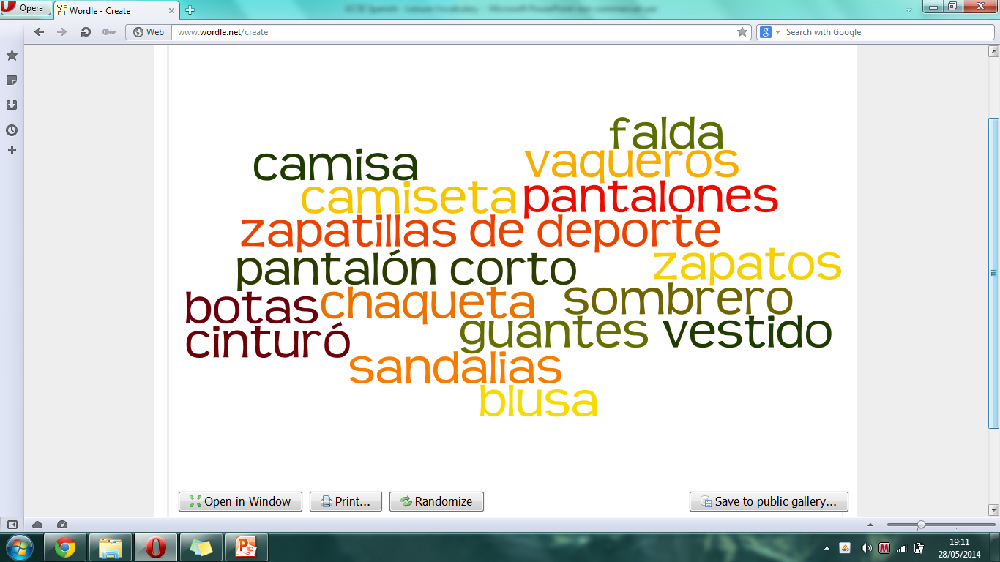 Opera
Wordle - Create
GCSE Spanish - Leisure Vocabulary - Microsoft PowerPoint non-commercial use
Web
www.wordle.net/create
Search with Google
falda
camisa
vaqueros
camiseta
pantalones
zapatillas de deporte
pantalón corto
zapatos
botas
chaqueta
sombrero
cinturó
guantes
vestido
sandalias
blusa
Open in Window
Print...
Randomize
Save to public gallery...
19:11
28/05/2014